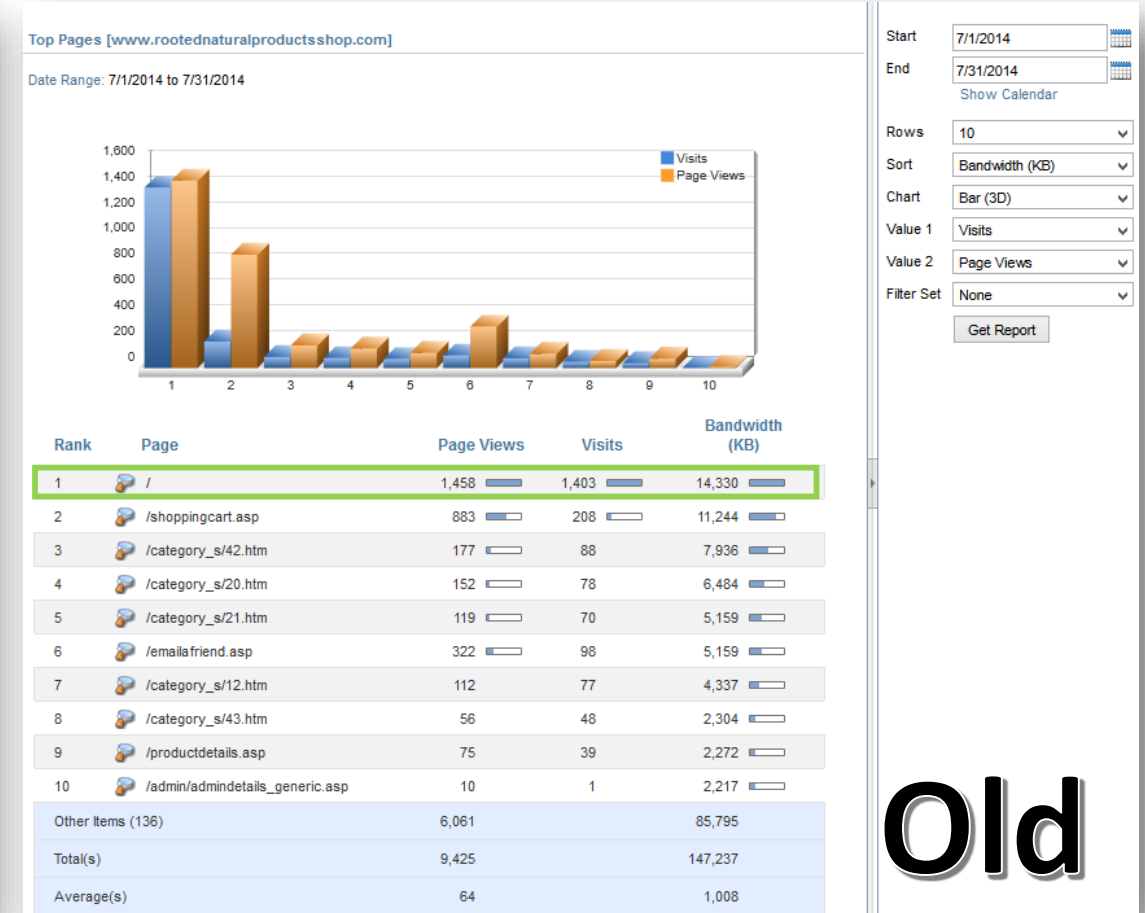 Top Pages [www.rootednaturalproductsshop.com]
Date Range: 7/1/2014 to 7/31/2014
1,600
1,400
1,200
1,000
800
600
400
200
0
Visits
Page Views
1 2 3 4 5 6 7 8 9 10
Rank Page Page Views Visits Bandwidth (KB)
1 / 1,458 1,403 14,330
2 /shoppingcart.asp 883 208 11,244
3 /category_s/42.htm 177 88 7,936
4 /category_s/20.htm 152 78 6,484
5 /category_s/21.htm 119 70 5,159
6 /emailafriend.asp 322 98 5,159
7 /category_s/12.htm 112 77 4,337
8 /category_s/43.htm 56 48 2,304
9 /productdetails.asp 75 39 2,272
10 /admin/admindetails_generic.asp 10 1 2,217
Other Items (136) 6,061 85,795
Total(s) 9,425 147,237
Average(s) 64 1,008
Start 7/1/2014
End 7/31/2014
Show Calendar
Rows 10
Sort Bandwidth (KB)
Chart Bar (3D)
Value 1 Visits
Value 2 Page Views
Filter Set None
Get Report
Old